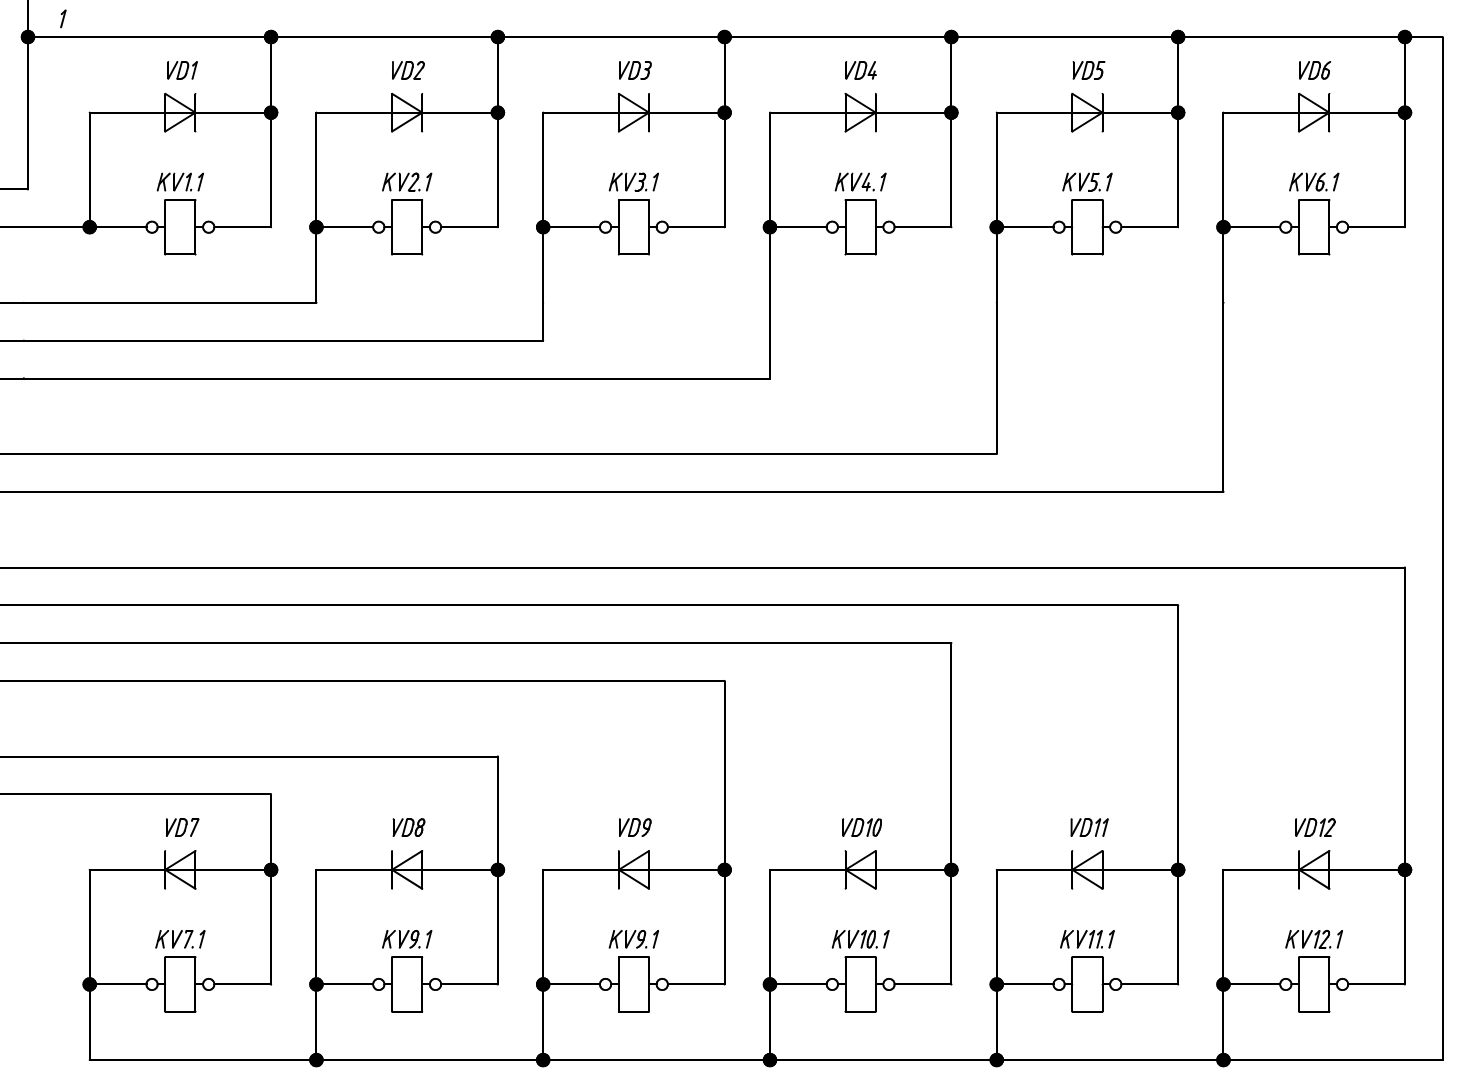 1
VD1 VD2 VD3 VD4 VD5 VD6
KV1.1 KV2.1 KV3.1 KV4.1 KV5.1 KV6.1
VD7 VD8 VD9 VD10 VD11 VD12
KV7.1 KV9.1 KV9.1 KV10.1 KV11.1 KV12.1